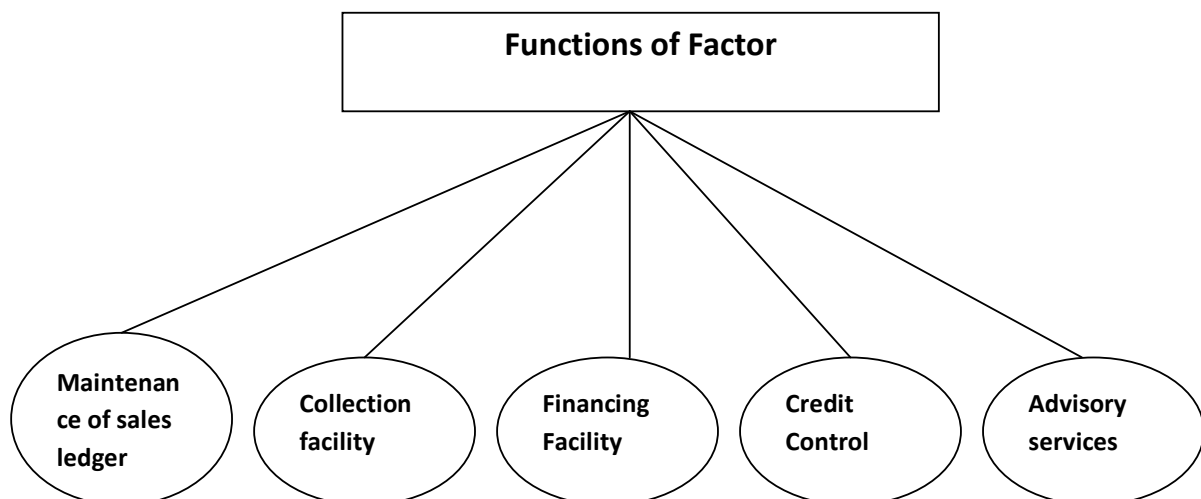 Functions of Factor
Maintenan
ce of sales
ledger
Collection
facility
Financing
Facility
Credit
Control
Advisory
services